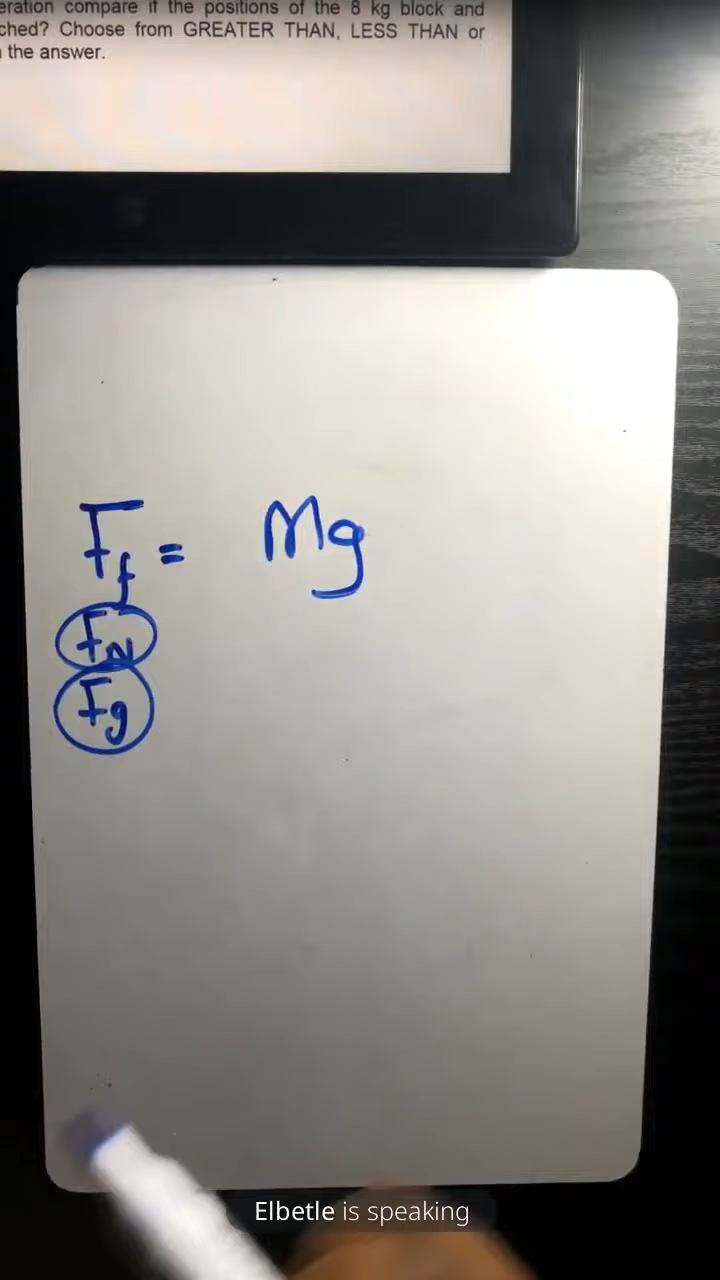 eration compare if the positions of the 8 kg block and
ched? Choose from GREATER THAN, LESS THAN or
the answer.
Ff = Mg
FN
Fg
Elbetle is speaking